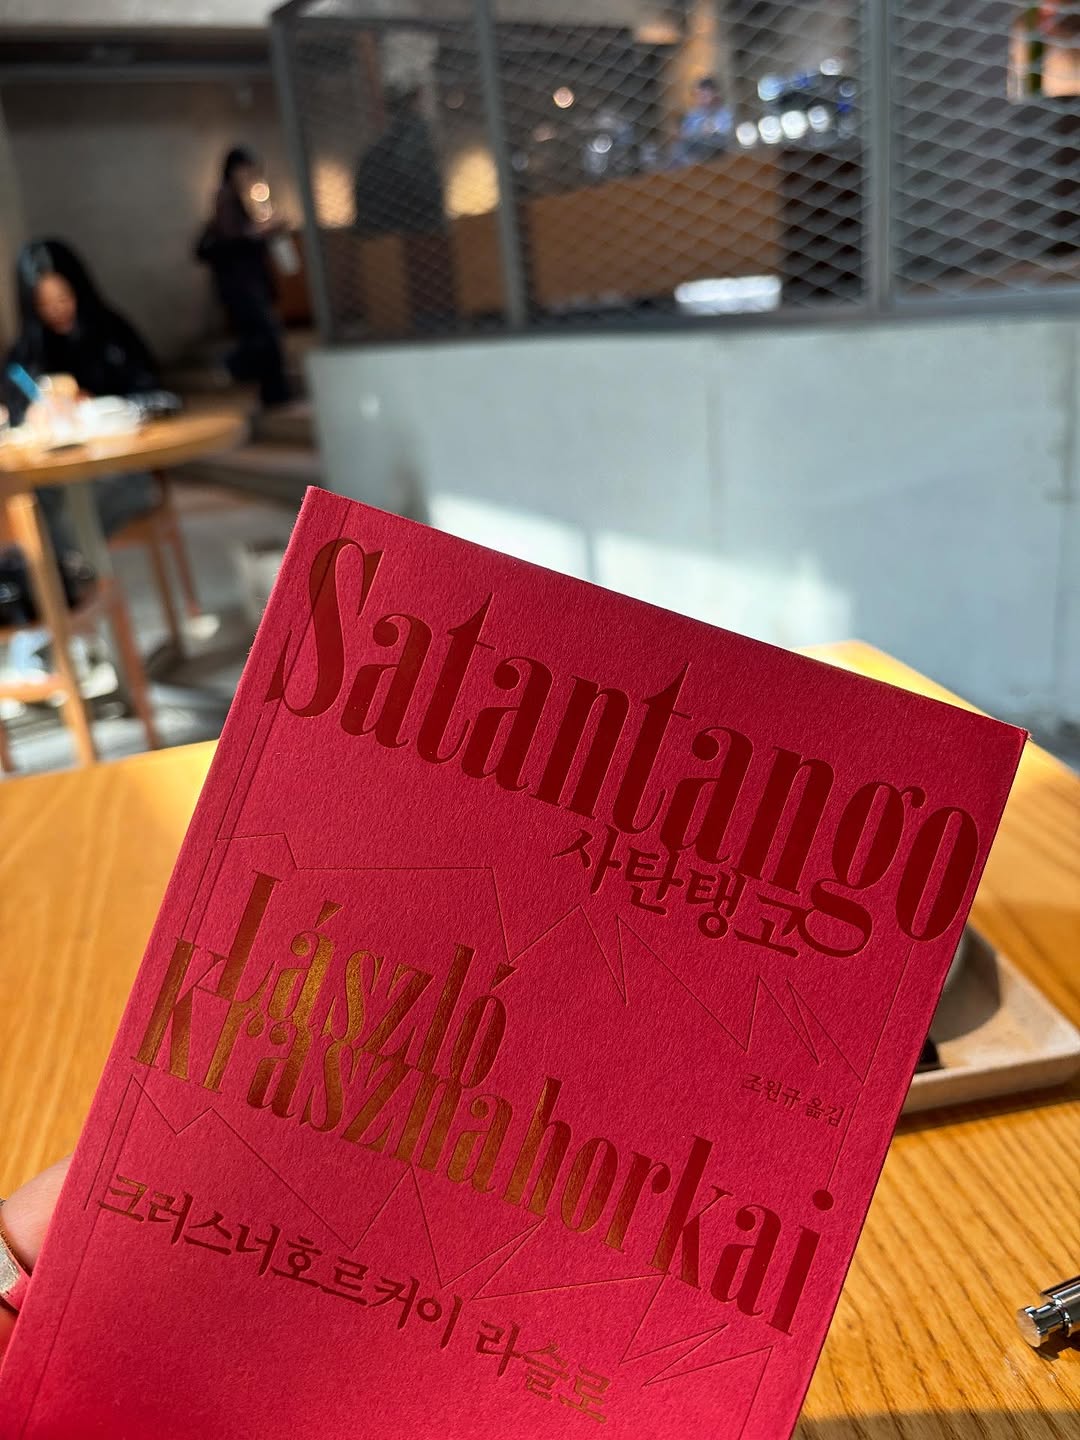 Satantango
사탄탱고
László
Krasznahorkai
조원규 옮김
크러스너호르커이 라슬로